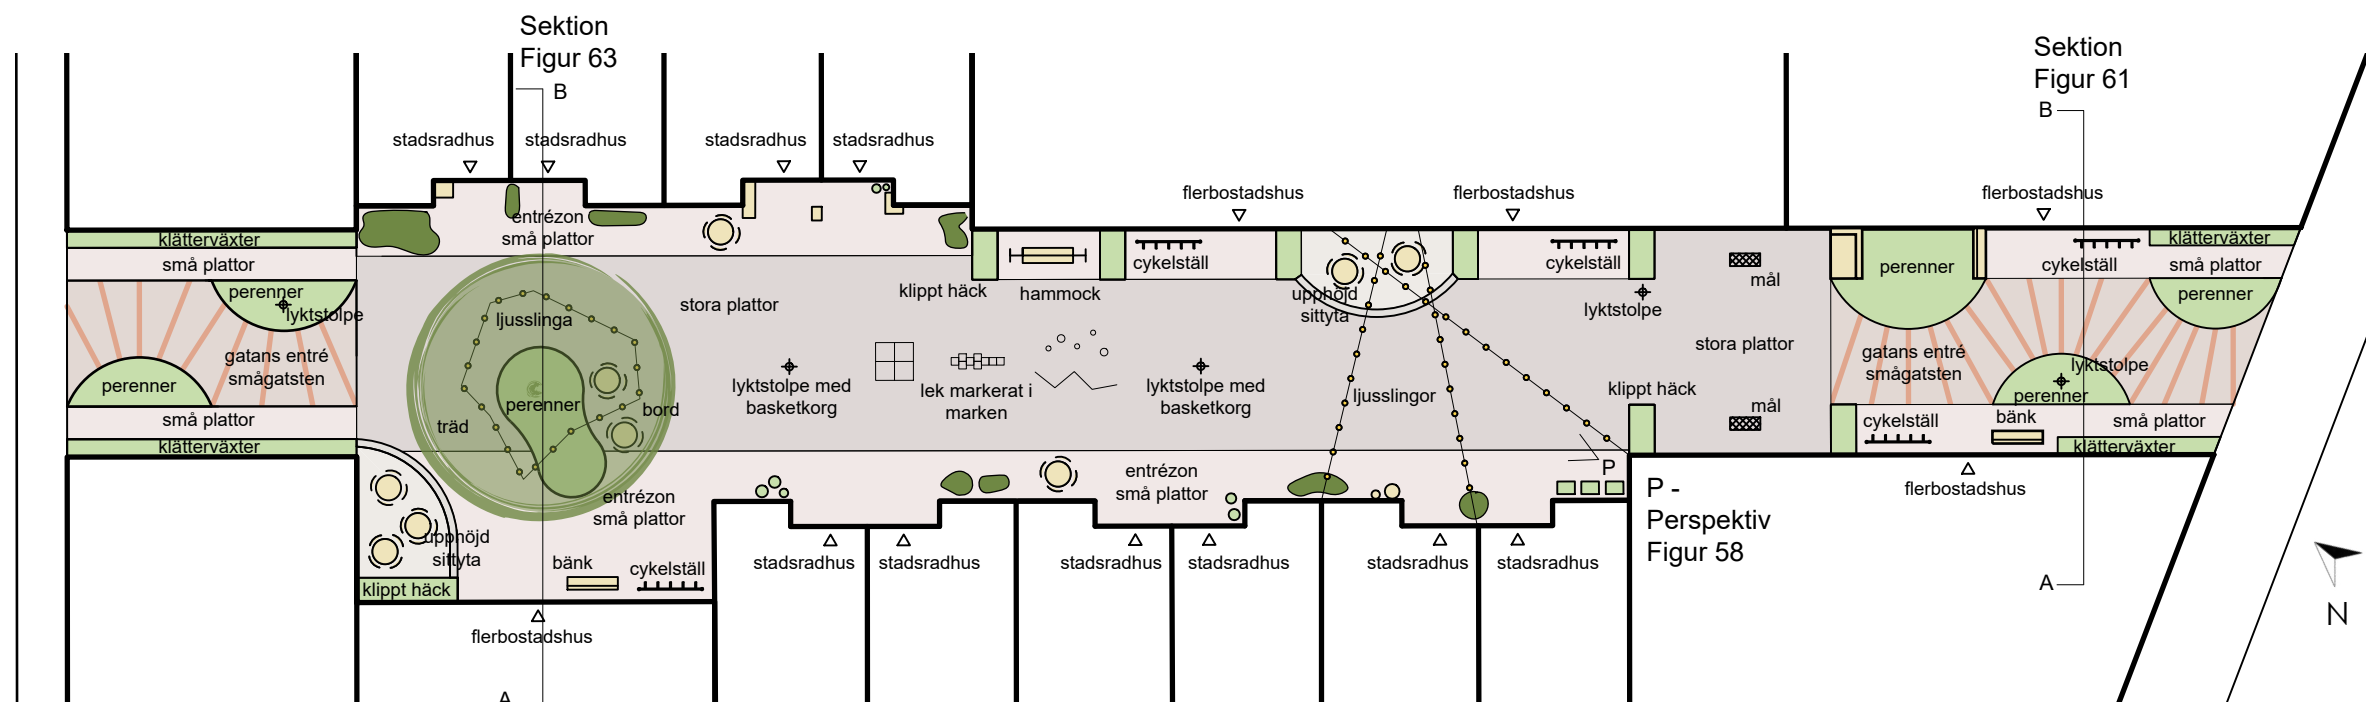 Sektion
Figur 63
B
Sektion
Figur 61
B
stadsradhus
stadsradhus
stadsradhus
stadsradhus
flerbostadshus
flerbostadshus
flerbostadshus
klätterväxter
små plattor
perenner
lyktstolpe
gatans entré
smågatsten
perenner
små plattor
klätterväxter
entrézon
små plattor
ljusslinga
stora plattor
perenner
bord
träd
lyktstolpe med
basketkorg
lek markerat i
marken
klippt häck
hammock
cykelställ
upphöjd
sittyta
cykelställ
lyktstolpe
lyktstolpe med
basketkorg
ljusslingor
klippt häck
mål
stora plattor
mål
perenner
cykelställ
klätterväxter
små plattor
perenner
gatans entré
smågatsten
lyktstolpe
perenner
cykelställ
bänk
små plattor
klätterväxter
flerbostadshus
upphöjd
sittyta
klippt häck
entrézon
små plattor
bänk
cykelställ
flerbostadshus
A
entrézon
små plattor
P
stadsradhus
stadsradhus
stadsradhus
stadsradhus
stadsradhus
stadsradhus
P -
Perspektiv
Figur 58
A
N